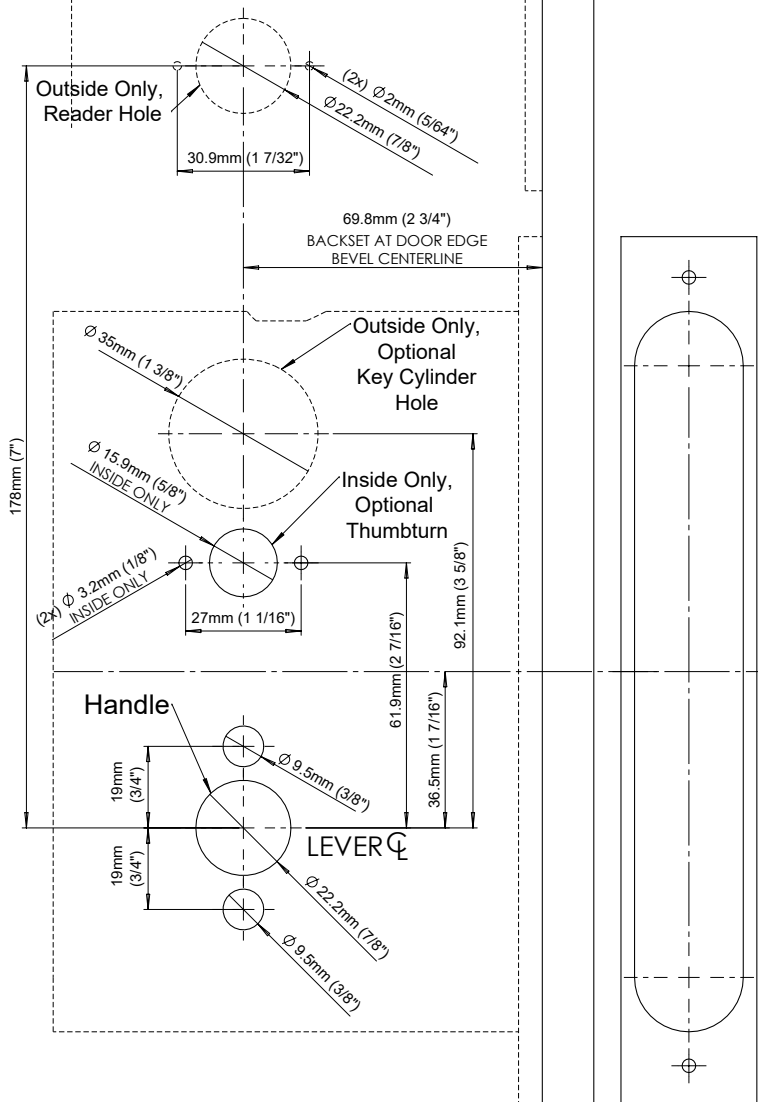 Outside Only,
Reader Hole
(2x) Ø2mm (5/64")
Ø22.2mm (7/8")
30.9mm (1 7/32")
69.8mm (2 3/4")
BACKSET AT DOOR EDGE
BEVEL CENTERLINE
Outside Only,
Optional
Key Cylinder
Hole
Ø 35mm (1 3/8")
178mm (7")
Ø 15.9mm (5/8")
INSIDE ONLY
Inside Only,
Optional
Thumbturn
(2x) Ø 3.2mm (1/8")
INSIDE ONLY
27mm (1 1/16")
92.1mm (3 5/8")
61.9mm (2 7/16")
36.5mm (1 7/16")
Handle
19mm
(3/4")
Ø 9.5mm (3/8")
LEVER ℄
19mm
(3/4")
Ø 22.2mm (7/8")
Ø 9.5mm (3/8")